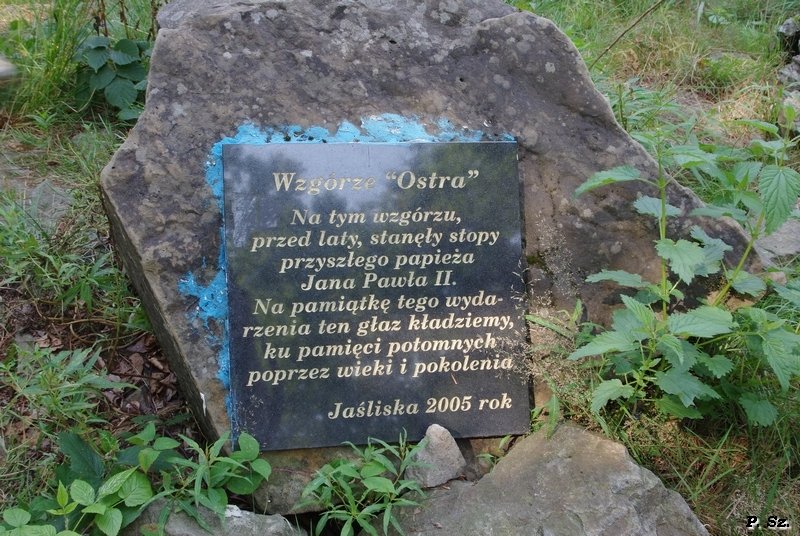 Wzgórze "Ostra"
Na tym wzgórzu,
przed laty, stanęły stopy
przyszłego papieża
Jana Pawła II.
Na pamiątkę tego wyda-
rzenia ten głaz kładziemy,
ku pamięci potomnych
poprzez wieki i pokolenia
Jaśliska 2005 rok
P. Sz.